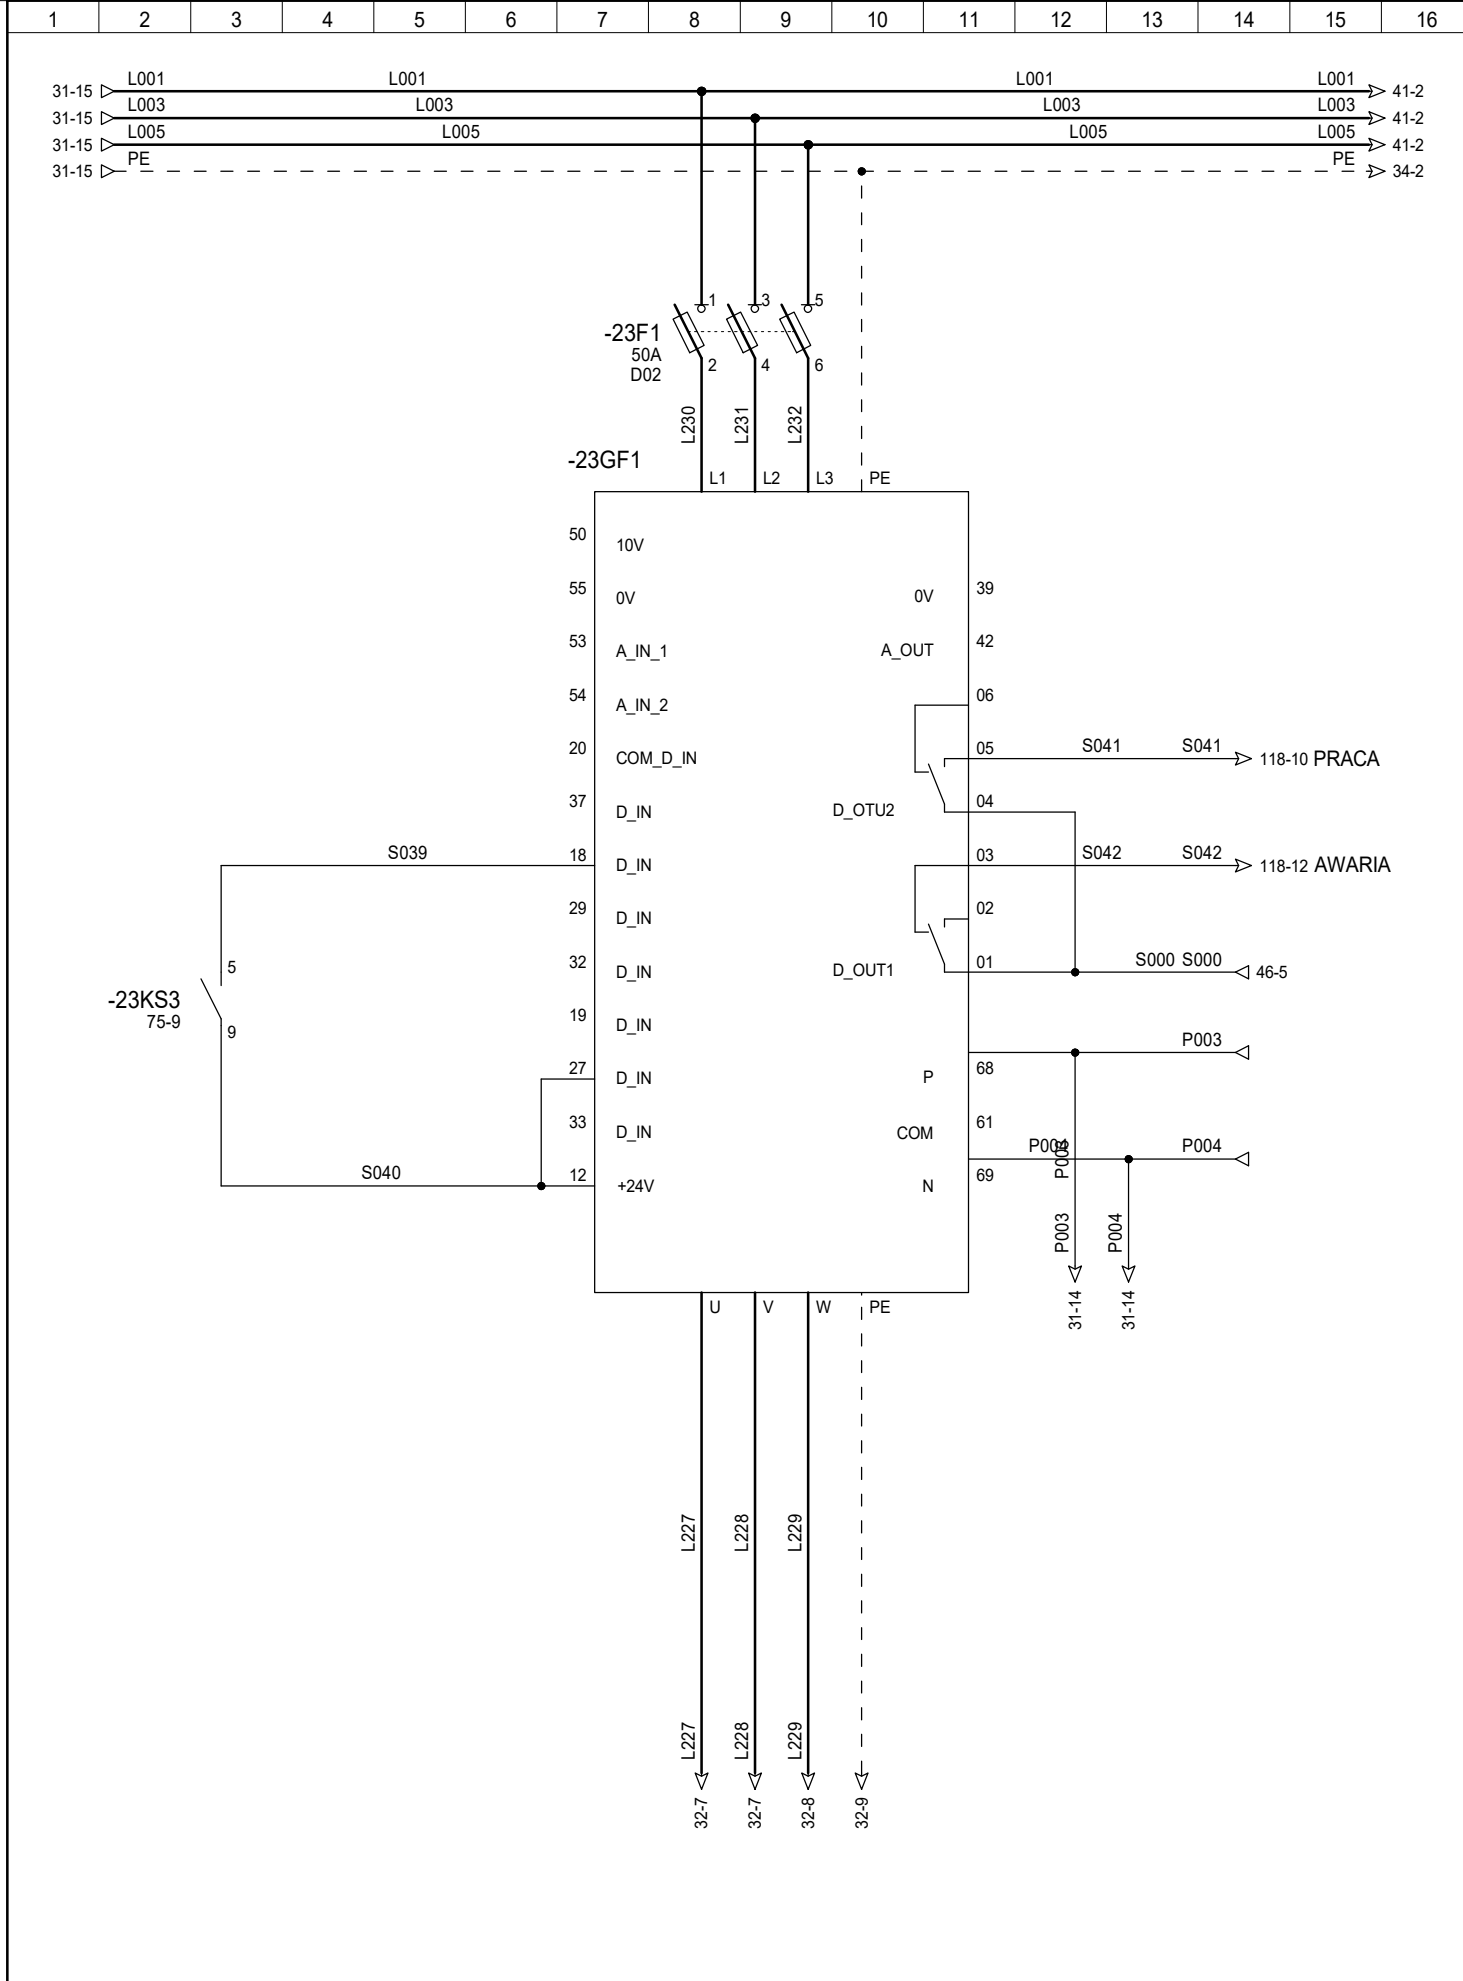 1 2 3 4 5 6 7 8 9 10 11 12 13 14 15 16
31-15 L001 L001 L001 L001 41-2
31-15 L003 L003 L003 L003 41-2
31-15 L005 L005 L005 L005 41-2
31-15 PE PE 34-2
1 3 5
-23F1
50A
D02
2 4 6
L230 L231 L232
-23GF1
L1 L2 L3 PE
50 10V
55 0V 0V 39
53 A_IN_1 A_OUT 42
54 A_IN_2 06
20 COM_D_IN 05 S041 S041 118-10 PRACA
37 D_IN D_OTU2 04
S039 18 D_IN 03 S042 S042 118-12 AWARIA
29 D_IN 02
5 32 D_IN D_OUT1 01 S000 S000 46-5
-23KS3
75-9
9 19 D_IN P003
27 D_IN P 68
33 D_IN COM 61
P004 P003 P004
S040 12 +24V N 69
P003 P004
31-14 31-14
U V W PE
L227 L228 L229
L227 L228 L229
32-7 32-7 32-8 32-9